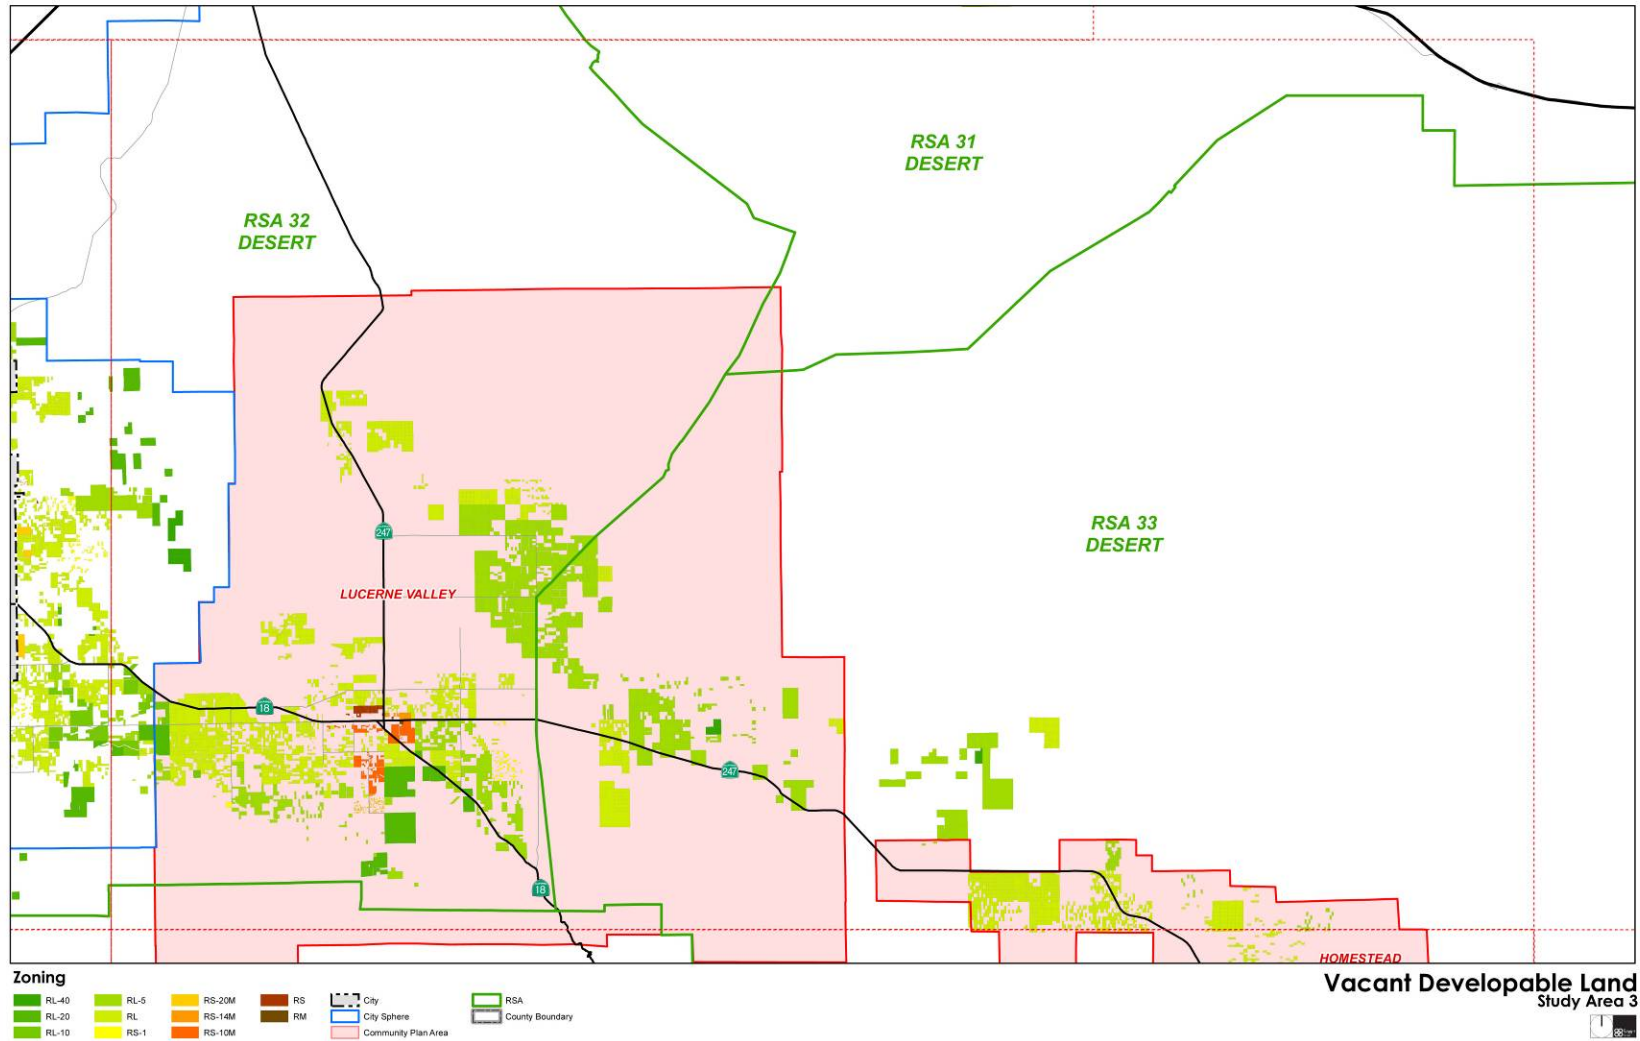 RSA 31
DESERT
RSA 32
DESERT
RSA 33
DESERT
247
LUCERNE VALLEY
18
247
18
HOMESTEAD
Zoning
RL-40
RL-20
RL-10
RL-5
RL
RS-1
RS-20M
RS-14M
RS-10M
RS
RM
City
City Sphere
Community Plan Area
RSA
County Boundary
Vacant Developable Land
Study Area 3